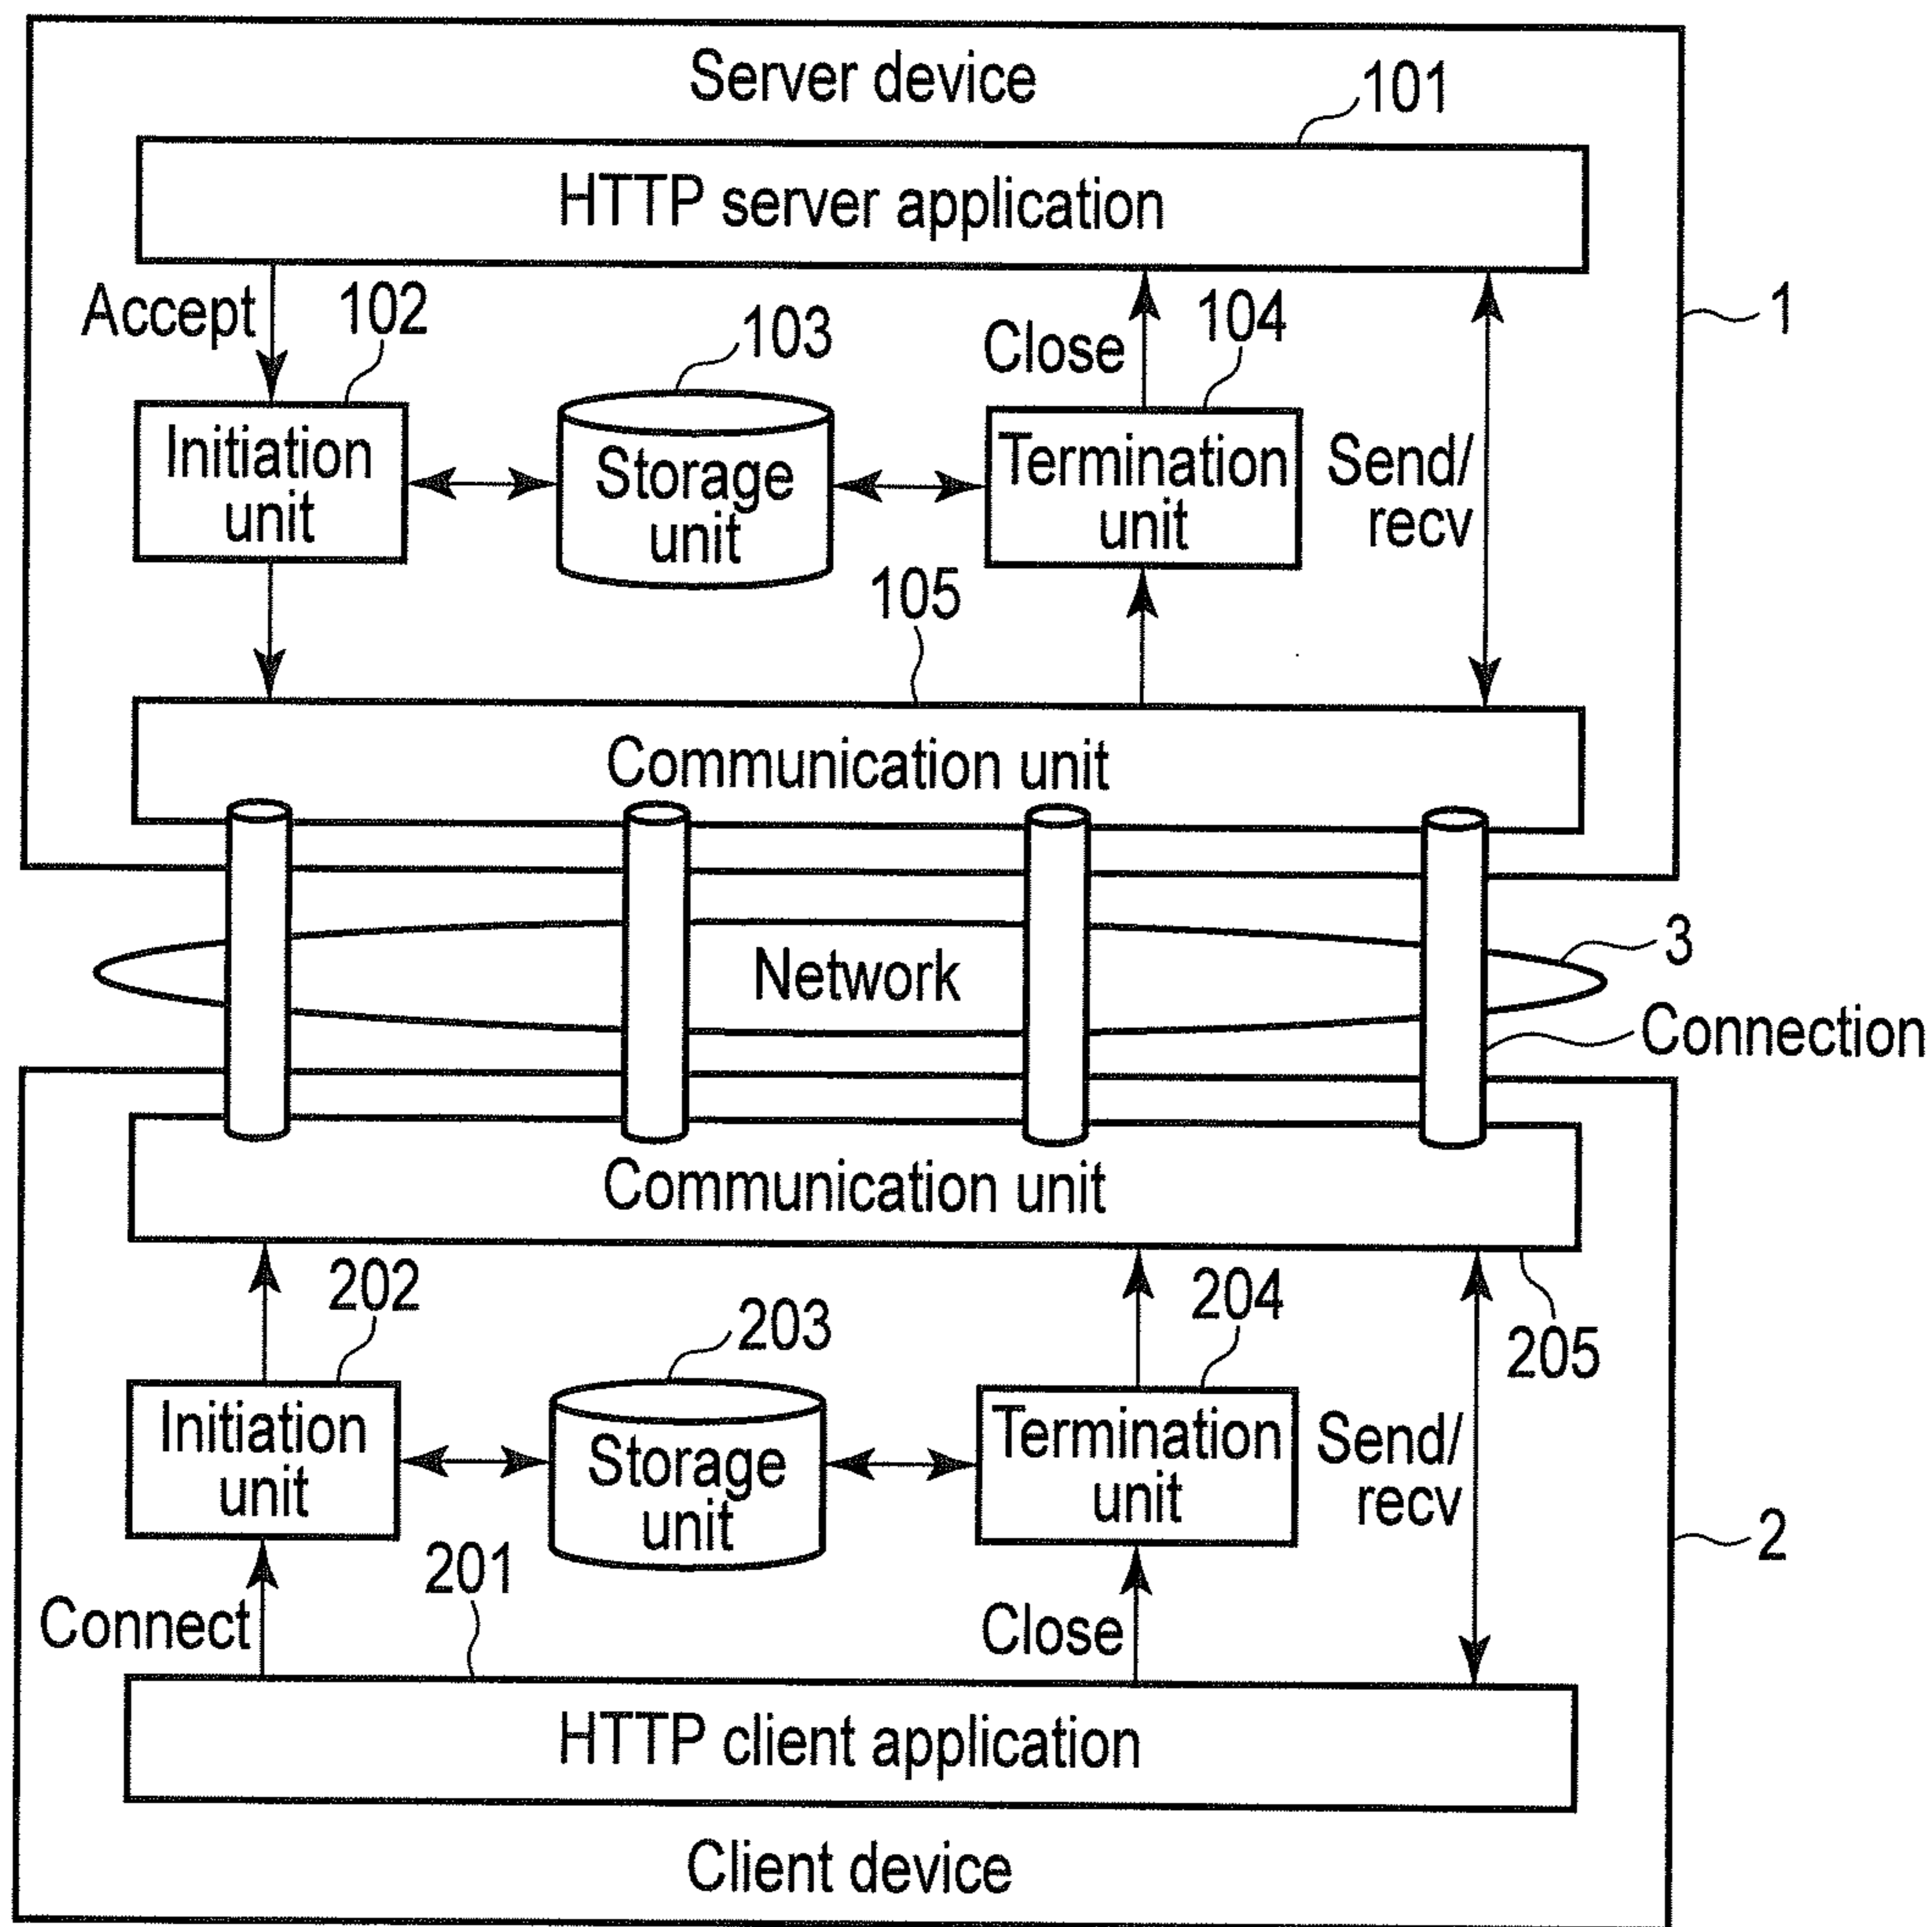 Server device
101
HTTP server application
Accept
102
103
Close
104
1
Initiation
unit
Storage
unit
Termination
unit
Send/
recv
105
Communication unit
Network
3
Connection
Communication unit
202
203
204
205
Initiation
unit
Storage
unit
Termination
unit
Send/
recv
2
201
Connect
Close
HTTP client application
Client device